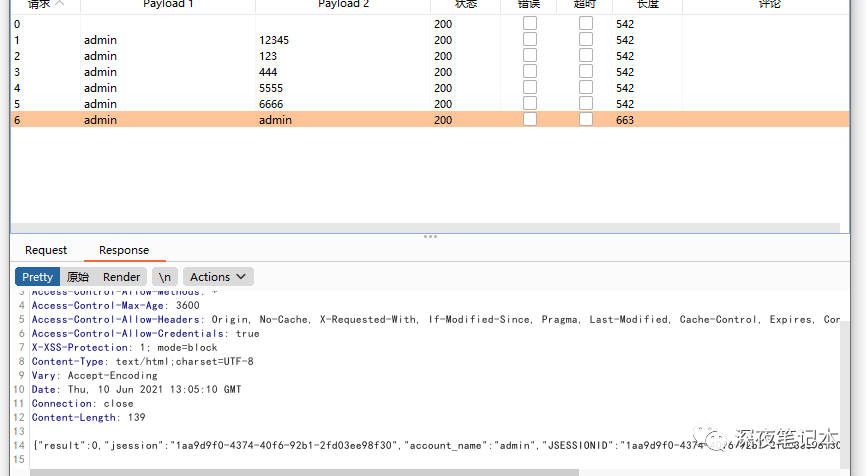 请求 Payload 1 Payload 2 状态 错误 超时 长度 评论
0 200 542
1 admin 12345 200 542
2 admin 123 200 542
3 admin 444 200 542
4 admin 5555 200 542
5 admin 6666 200 542
6 admin admin 200 663
Request Response
Pretty 原始 Render \n Actions
3 Access-Control-Allow-Methods: *
4 Access-Control-Max-Age: 3600
5 Access-Control-Allow-Headers: Origin, No-Cache, X-Requested-With, If-Modified-Since, Pragma, Last-Modified, Cache-Control, Expires, Con
6 Access-Control-Allow-Credentials: true
7 X-XSS-Protection: 1; mode=block
8 Content-Type: text/html;charset=UTF-8
9 Vary: Accept-Encoding
10 Date: Thu, 10 Jun 2021 13:05:10 GMT
11 Connection: close
12 Content-Length: 139
13
14 {"result":0,"jsession":"1aa9d9f0-4374-40f6-92b1-2fd03ee98f30","account_name":"admin","JSESSIONID":"1aa9d9f0-4374
15
深夜笔记本